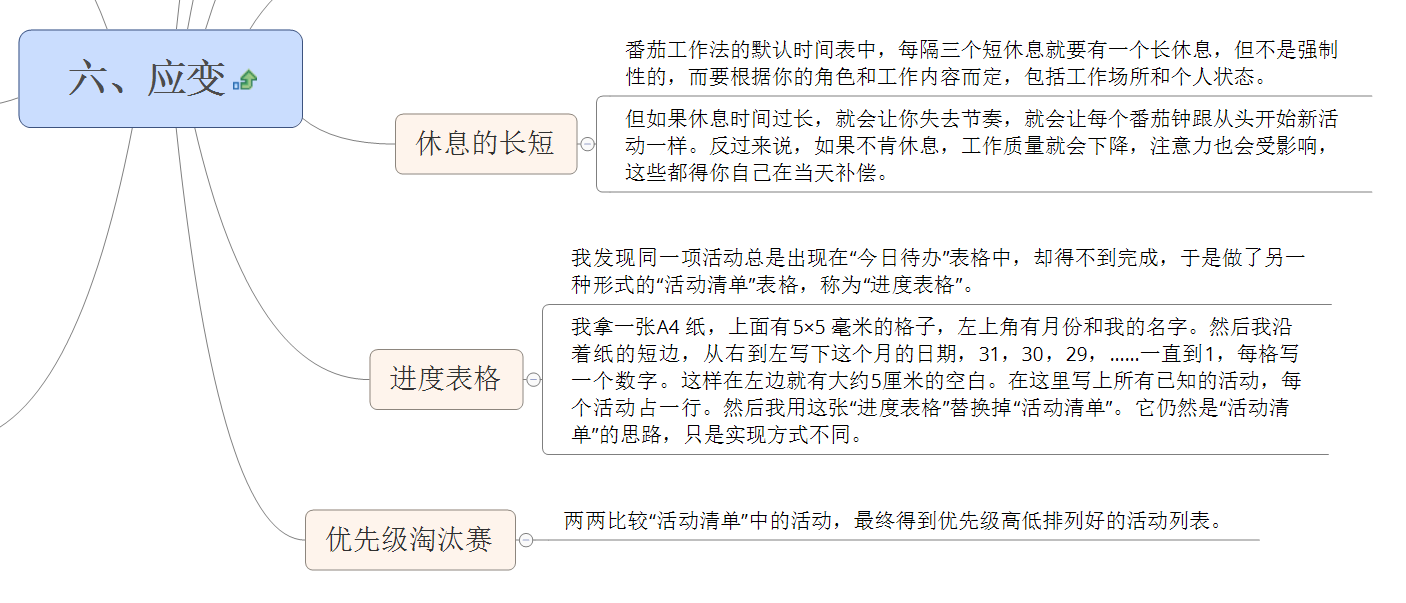 六、应变
休息的长短
番茄工作法的默认时间表中，每隔三个短休息就要有一个长休息，但不是强制
性的，而要根据你的角色和工作内容而定，包括工作场所和个人状态。
但如果休息时间过长，就会让你失去节奏，就会让每个番茄钟跟从头开始新活
动一样。反过来说，如果不肯休息，工作质量就会下降，注意力也会受影响，
这些都得你自己在当天补偿。
进度表格
我发现同一项活动总是出现在“今日待办”表格中，却得不到完成，于是做了另一
种形式的“活动清单”表格，称为“进度表格”。
我拿一张A4 纸，上面有5×5 毫米的格子，左上角有月份和我的名字。然后我沿
着纸的短边，从右到左写下这个月的日期，31，30，29，……一直到1，每格写
一个数字。这样在左边就有大约5厘米的空白。在这里写上所有已知的活动，每
个活动占一行。然后我用这张“进度表格”替换掉“活动清单”。它仍然是“活动清
单”的思路，只是实现方式不同。
优先级淘汰赛
两两比较“活动清单”中的活动，最终得到优先级高低排列好的活动列表。